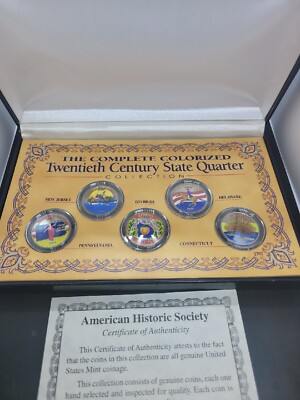 THE COMPLETE COLORIZED
Twentieth Century State Quarter
COLLECTION
NEW JERSEY
GEORGIA
DELAWARE
PENNSYLVANIA
CONNECTICUT
American Historic Society
Certificate of Authenticity
This Certificate of Authenticity attests to the fact
that the coins in this collection are all genuine United
States Mint coinage.
This collection consists of genuine coins, each one
hand selected and inspected for quality. Each coin is